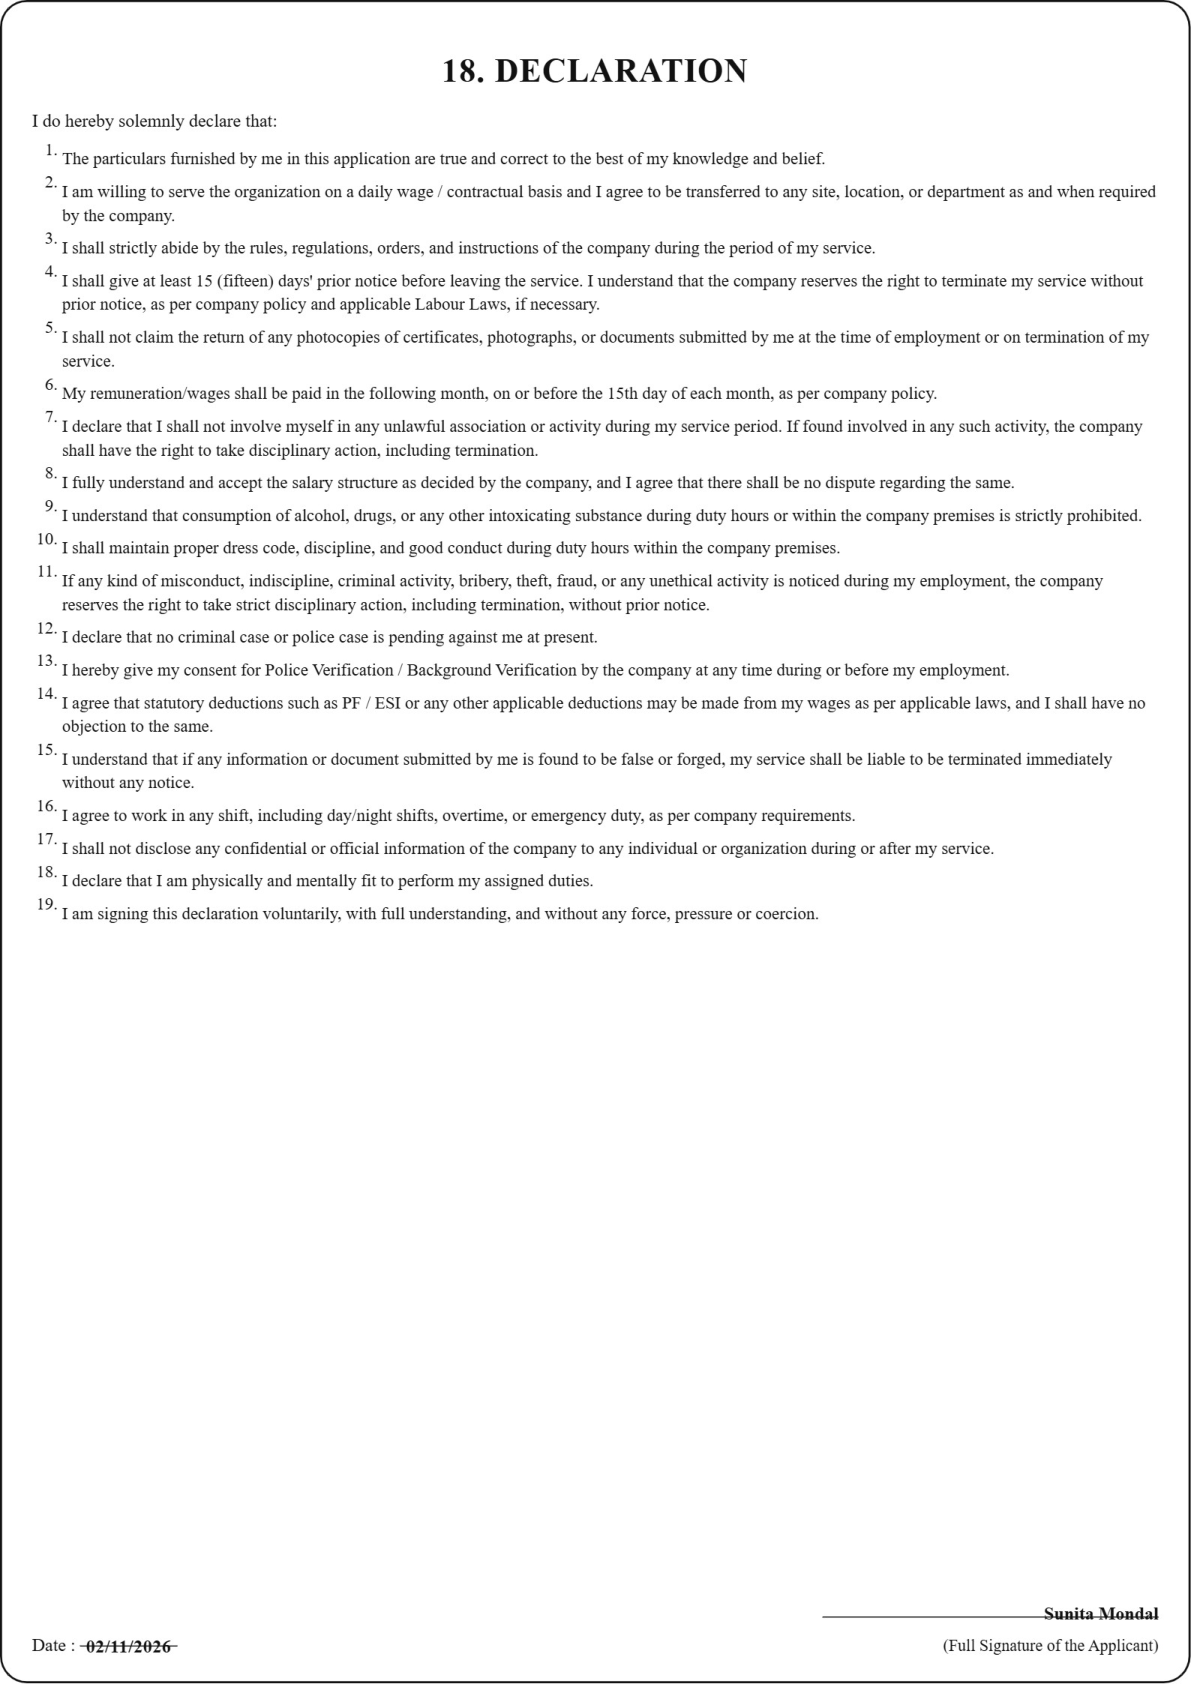 18. DECLARATION
I do hereby solemnly declare that:
1. The particulars furnished by me in this application are true and correct to the best of my knowledge and belief.
2. I am willing to serve the organization on a daily wage / contractual basis and I agree to be transferred to any site, location, or department as and when required
by the company.
3. I shall strictly abide by the rules, regulations, orders, and instructions of the company during the period of my service.
4. I shall give at least 15 (fifteen) days' prior notice before leaving the service. I understand that the company reserves the right to terminate my service without
prior notice, as per company policy and applicable Labour Laws, if necessary.
5. I shall not claim the return of any photocopies of certificates, photographs, or documents submitted by me at the time of employment or on termination of my
service.
6. My remuneration/wages shall be paid in the following month, on or before the 15th day of each month, as per company policy.
7. I declare that I shall not involve myself in any unlawful association or activity during my service period. If found involved in any such activity, the company
shall have the right to take disciplinary action, including termination.
8. I fully understand and accept the salary structure as decided by the company, and I agree that there shall be no dispute regarding the same.
9. I understand that consumption of alcohol, drugs, or any other intoxicating substance during duty hours or within the company premises is strictly prohibited.
10. I shall maintain proper dress code, discipline, and good conduct during duty hours within the company premises.
11. If any kind of misconduct, indiscipline, criminal activity, bribery, theft, fraud, or any unethical activity is noticed during my employment, the company
reserves the right to take strict disciplinary action, including termination, without prior notice.
12. I declare that no criminal case or police case is pending against me at present.
13. I hereby give my consent for Police Verification / Background Verification by the company at any time during or before my employment.
14. I agree that statutory deductions such as PF / ESI or any other applicable deductions may be made from my wages as per applicable laws, and I shall have no
objection to the same.
15. I understand that if any information or document submitted by me is found to be false or forged, my service shall be liable to be terminated immediately
without any notice.
16. I agree to work in any shift, including day/night shifts, overtime, or emergency duty, as per company requirements.
17. I shall not disclose any confidential or official information of the company to any individual or organization during or after my service.
18. I declare that I am physically and mentally fit to perform my assigned duties.
19. I am signing this declaration voluntarily, with full understanding, and without any force, pressure or coercion.
Sunita Mondal
Date : 02/11/2026 (Full Signature of the Applicant)